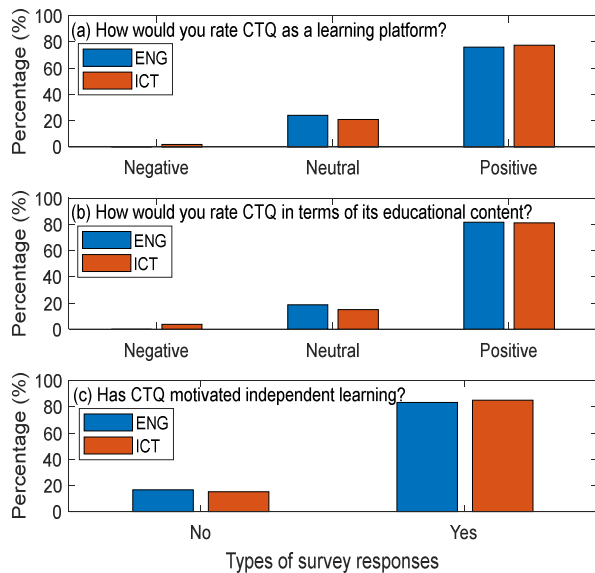 (a) How would you rate CTQ as a learning platform?
Percentage (%)
100
80
60
40
20
0
ENG
ICT
Negative Neutral Positive
(b) How would you rate CTQ in terms of its educational content?
Percentage (%)
100
80
60
40
20
0
ENG
ICT
Negative Neutral Positive
(c) Has CTQ motivated independent learning?
Percentage (%)
100
80
60
40
20
0
ENG
ICT
No Yes
Types of survey responses